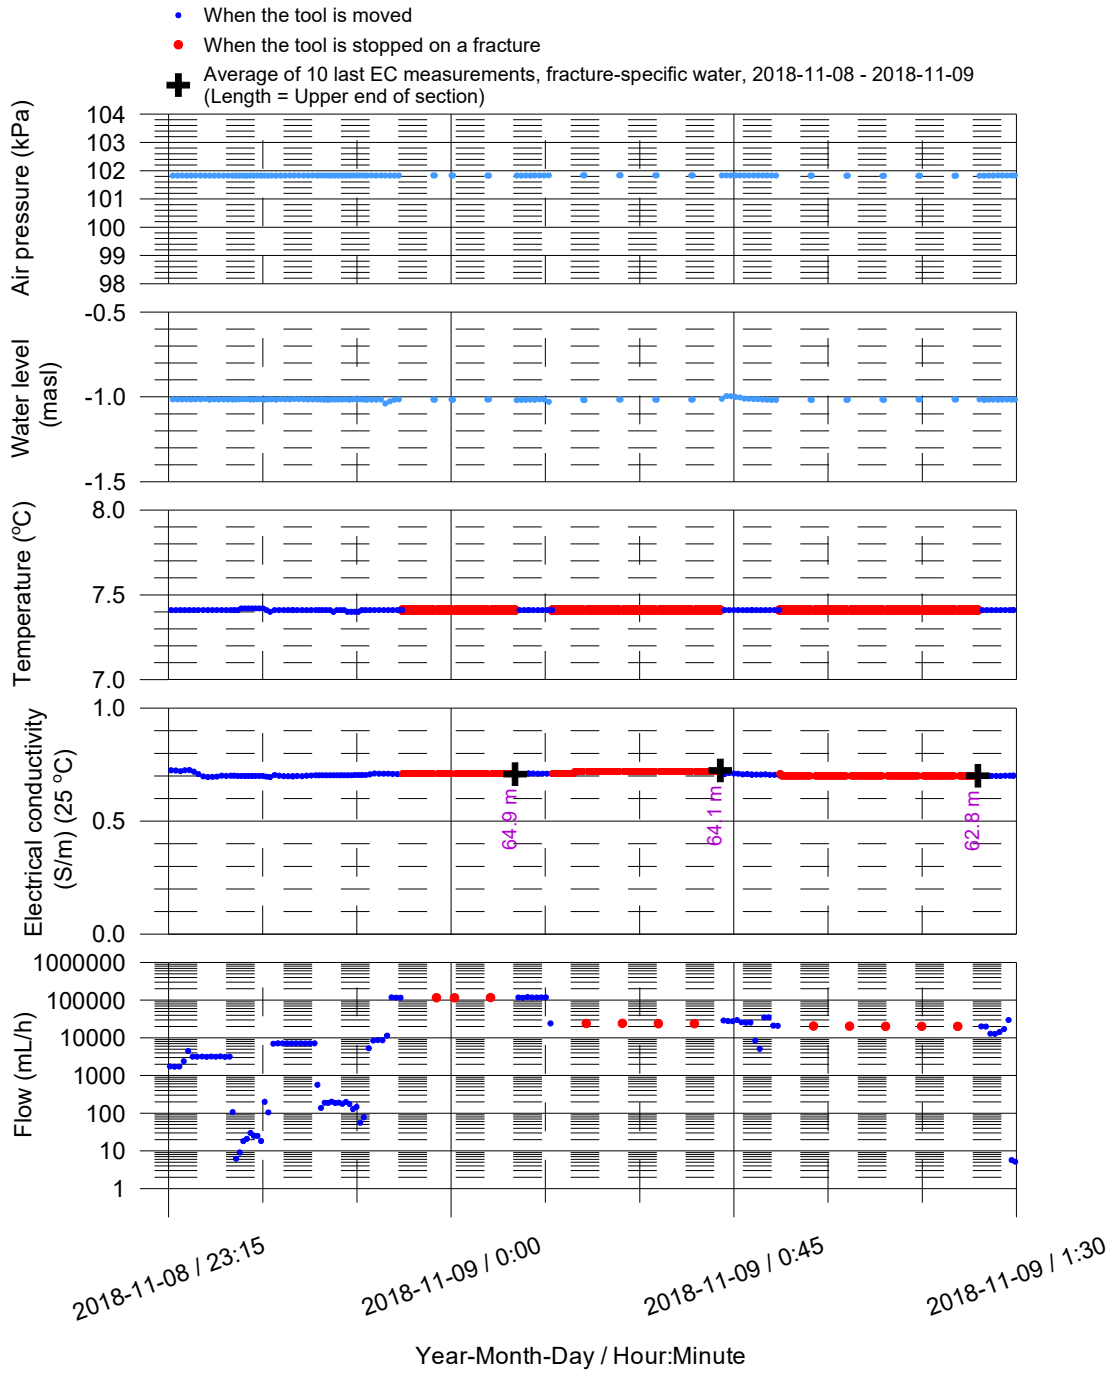 When the tool is moved
When the tool is stopped on a fracture
Average of 10 last EC measurements, fracture-specific water, 2018-11-08 - 2018-11-09
(Length = Upper end of section)
Air pressure (kPa)
104
103
102
101
100
99
98
Water level
(masl)
-0.5
-1.0
-1.5
Temperature (ºC)
8.0
7.5
7.0
Electrical conductivity
(S/m) (25 ºC)
1.0
0.5
0.0
64.9 m
64.1 m
62.8 m
Flow (mL/h)
1000000
100000
10000
1000
100
10
1
2018-11-08 / 23:15
2018-11-09 / 0:00
2018-11-09 / 0:45
2018-11-09 / 1:30
Year-Month-Day / Hour:Minute